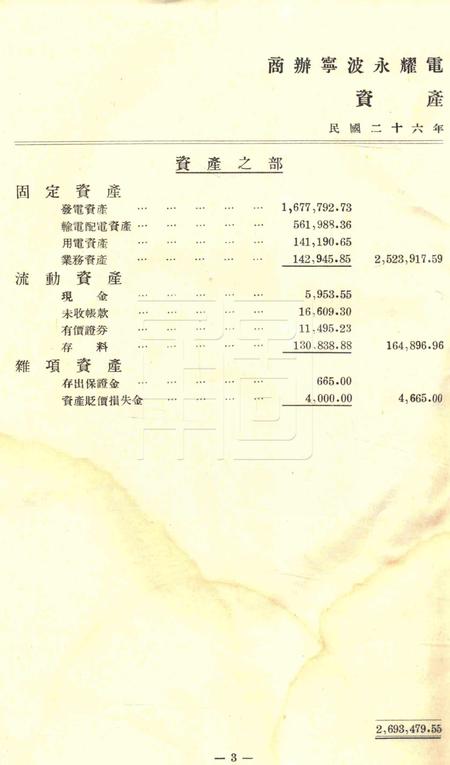 商辦寧波永耀電
資 產
民國二十六年
資產之部
固定資產
發電資產 … … … … … 1,677,792.73
輸電配電資產 … … … … … 561,988.36
用電資產 … … … … … 141,190.65
業務資產 … … … … … 142,945.85 2,523,917.59
流動資產
現 金 … … … … … 5,953.55
未收帳款 … … … … … 16,609.30
有價證券 … … … … … 11,495.23
存 料 … … … … … 130,838.88 164,896.96
雜項資產
存出保證金 … … … … … 665.00
資產貶價損失金 … … … … 4,000.00 4,665.00
2,693,479.55
— 3 —